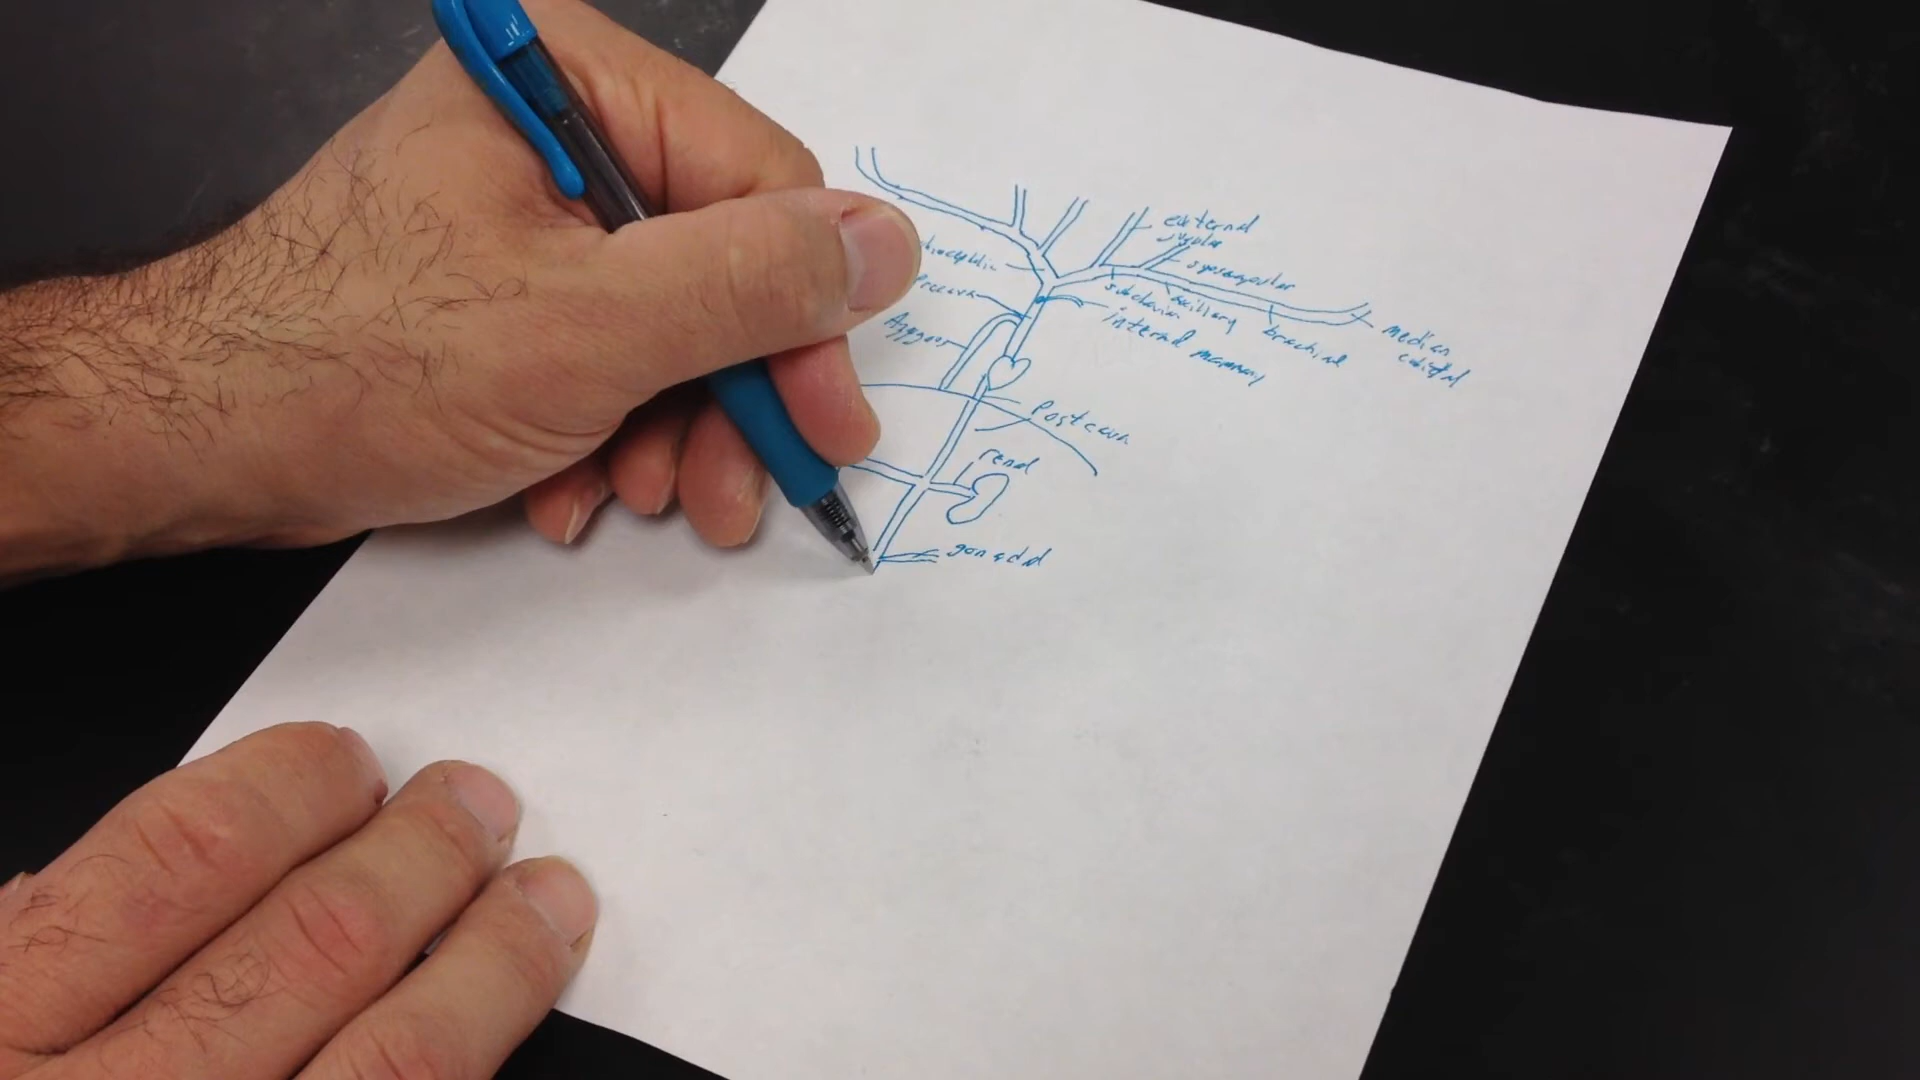 external
jugular
subscapular
brachiocephalic
Precava
subclavian
axillary
brachial
median
cubital
internal mammary
Azygous
Postcava
renal
gonadal